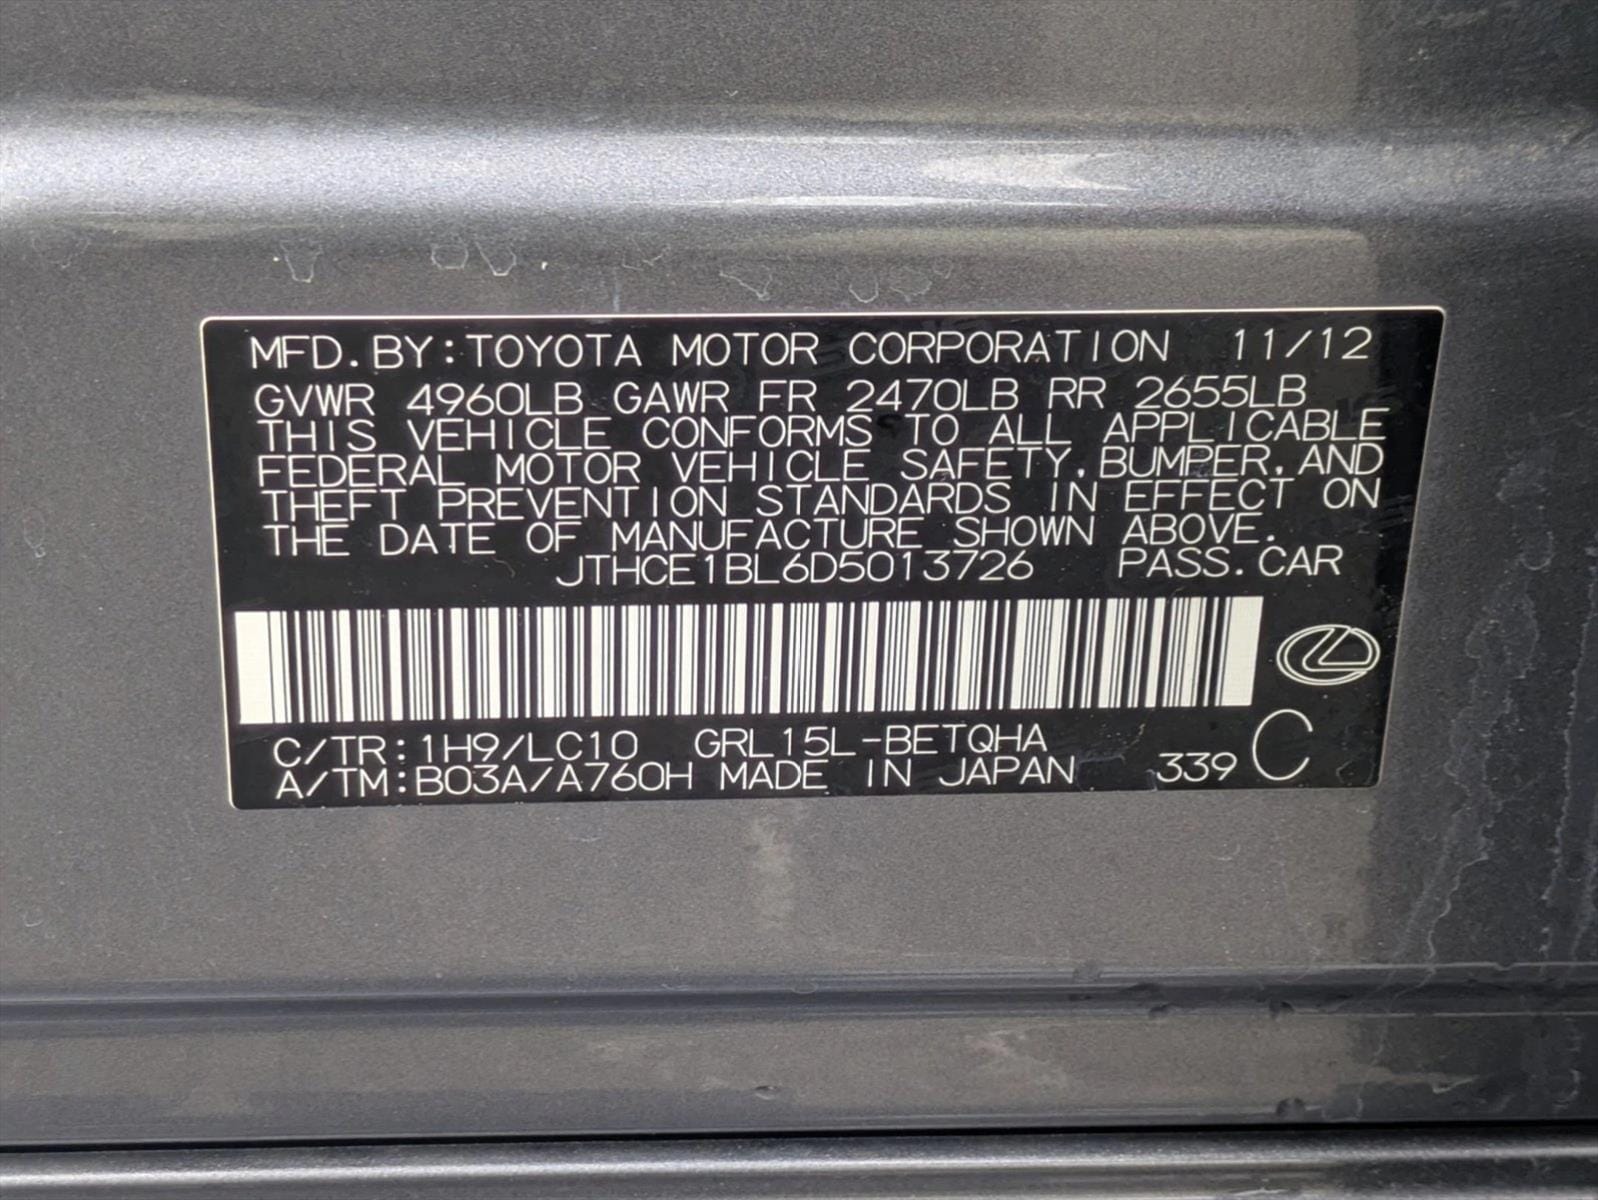 MFD.BY:TOYOTA MOTOR CORPORATION 11/12
GVWR 4960LB GAWR FR 2470LB RR 2655LB
THIS VEHICLE CONFORMS TO ALL APPLICABLE
FEDERAL MOTOR VEHICLE SAFETY,BUMPER,AND
THEFT PREVENTION STANDARDS IN EFFECT ON
THE DATE OF MANUFACTURE SHOWN ABOVE.
JTHCE1BL6D5013726 PASS.CAR
C/TR:1H9/LC10 GRL15L-BETQHA
A/TM:B03A/A760H MADE IN JAPAN 339 C